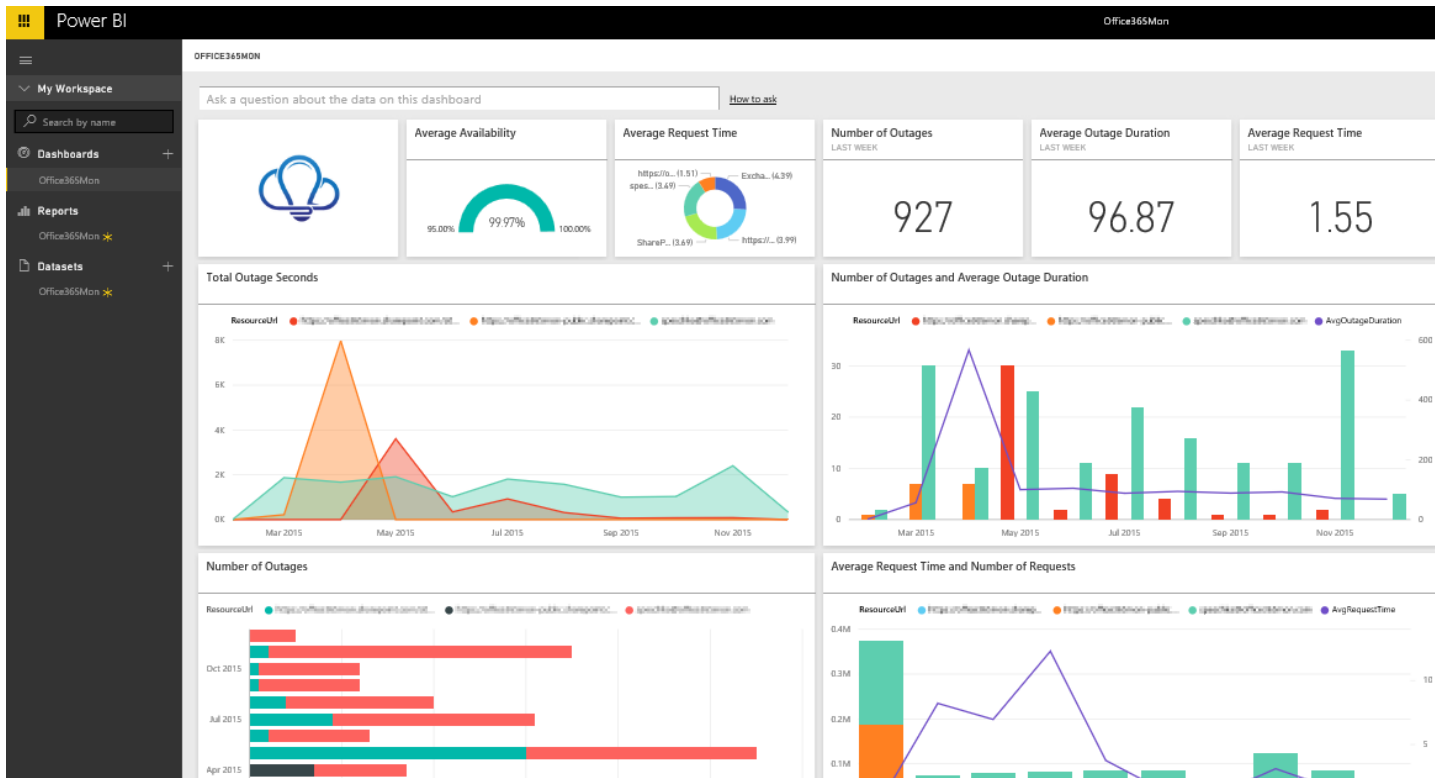 Power BI
Office365Mon
OFFICE365MON
My Workspace
Search by name
Dashboards
Office365Mon
Reports
Office365Mon
Datasets
Office365Mon
Ask a question about the data on this dashboard
How to ask
Average Availability
95.00%
99.97%
100.00%
Average Request Time
https://o... (1.51)
Excha... (4.39)
spes... (3.49)
ShareP... (3.69)
https://... (3.99)
Number of Outages
LAST WEEK
927
Average Outage Duration
LAST WEEK
96.87
Average Request Time
LAST WEEK
1.55
Total Outage Seconds
ResourceUrl
8K
6K
4K
2K
0K
Mar 2015 May 2015 Jul 2015 Sep 2015 Nov 2015
Number of Outages and Average Outage Duration
ResourceUrl AvgOutageDuration
30
20
10
0
600
400
200
0
Mar 2015 May 2015 Jul 2015 Sep 2015 Nov 2015
Number of Outages
ResourceUrl
Oct 2015
Jul 2015
Apr 2015
Average Request Time and Number of Requests
ResourceUrl AvgRequestTime
0.4M
0.3M
0.2M
0.1M
10
5